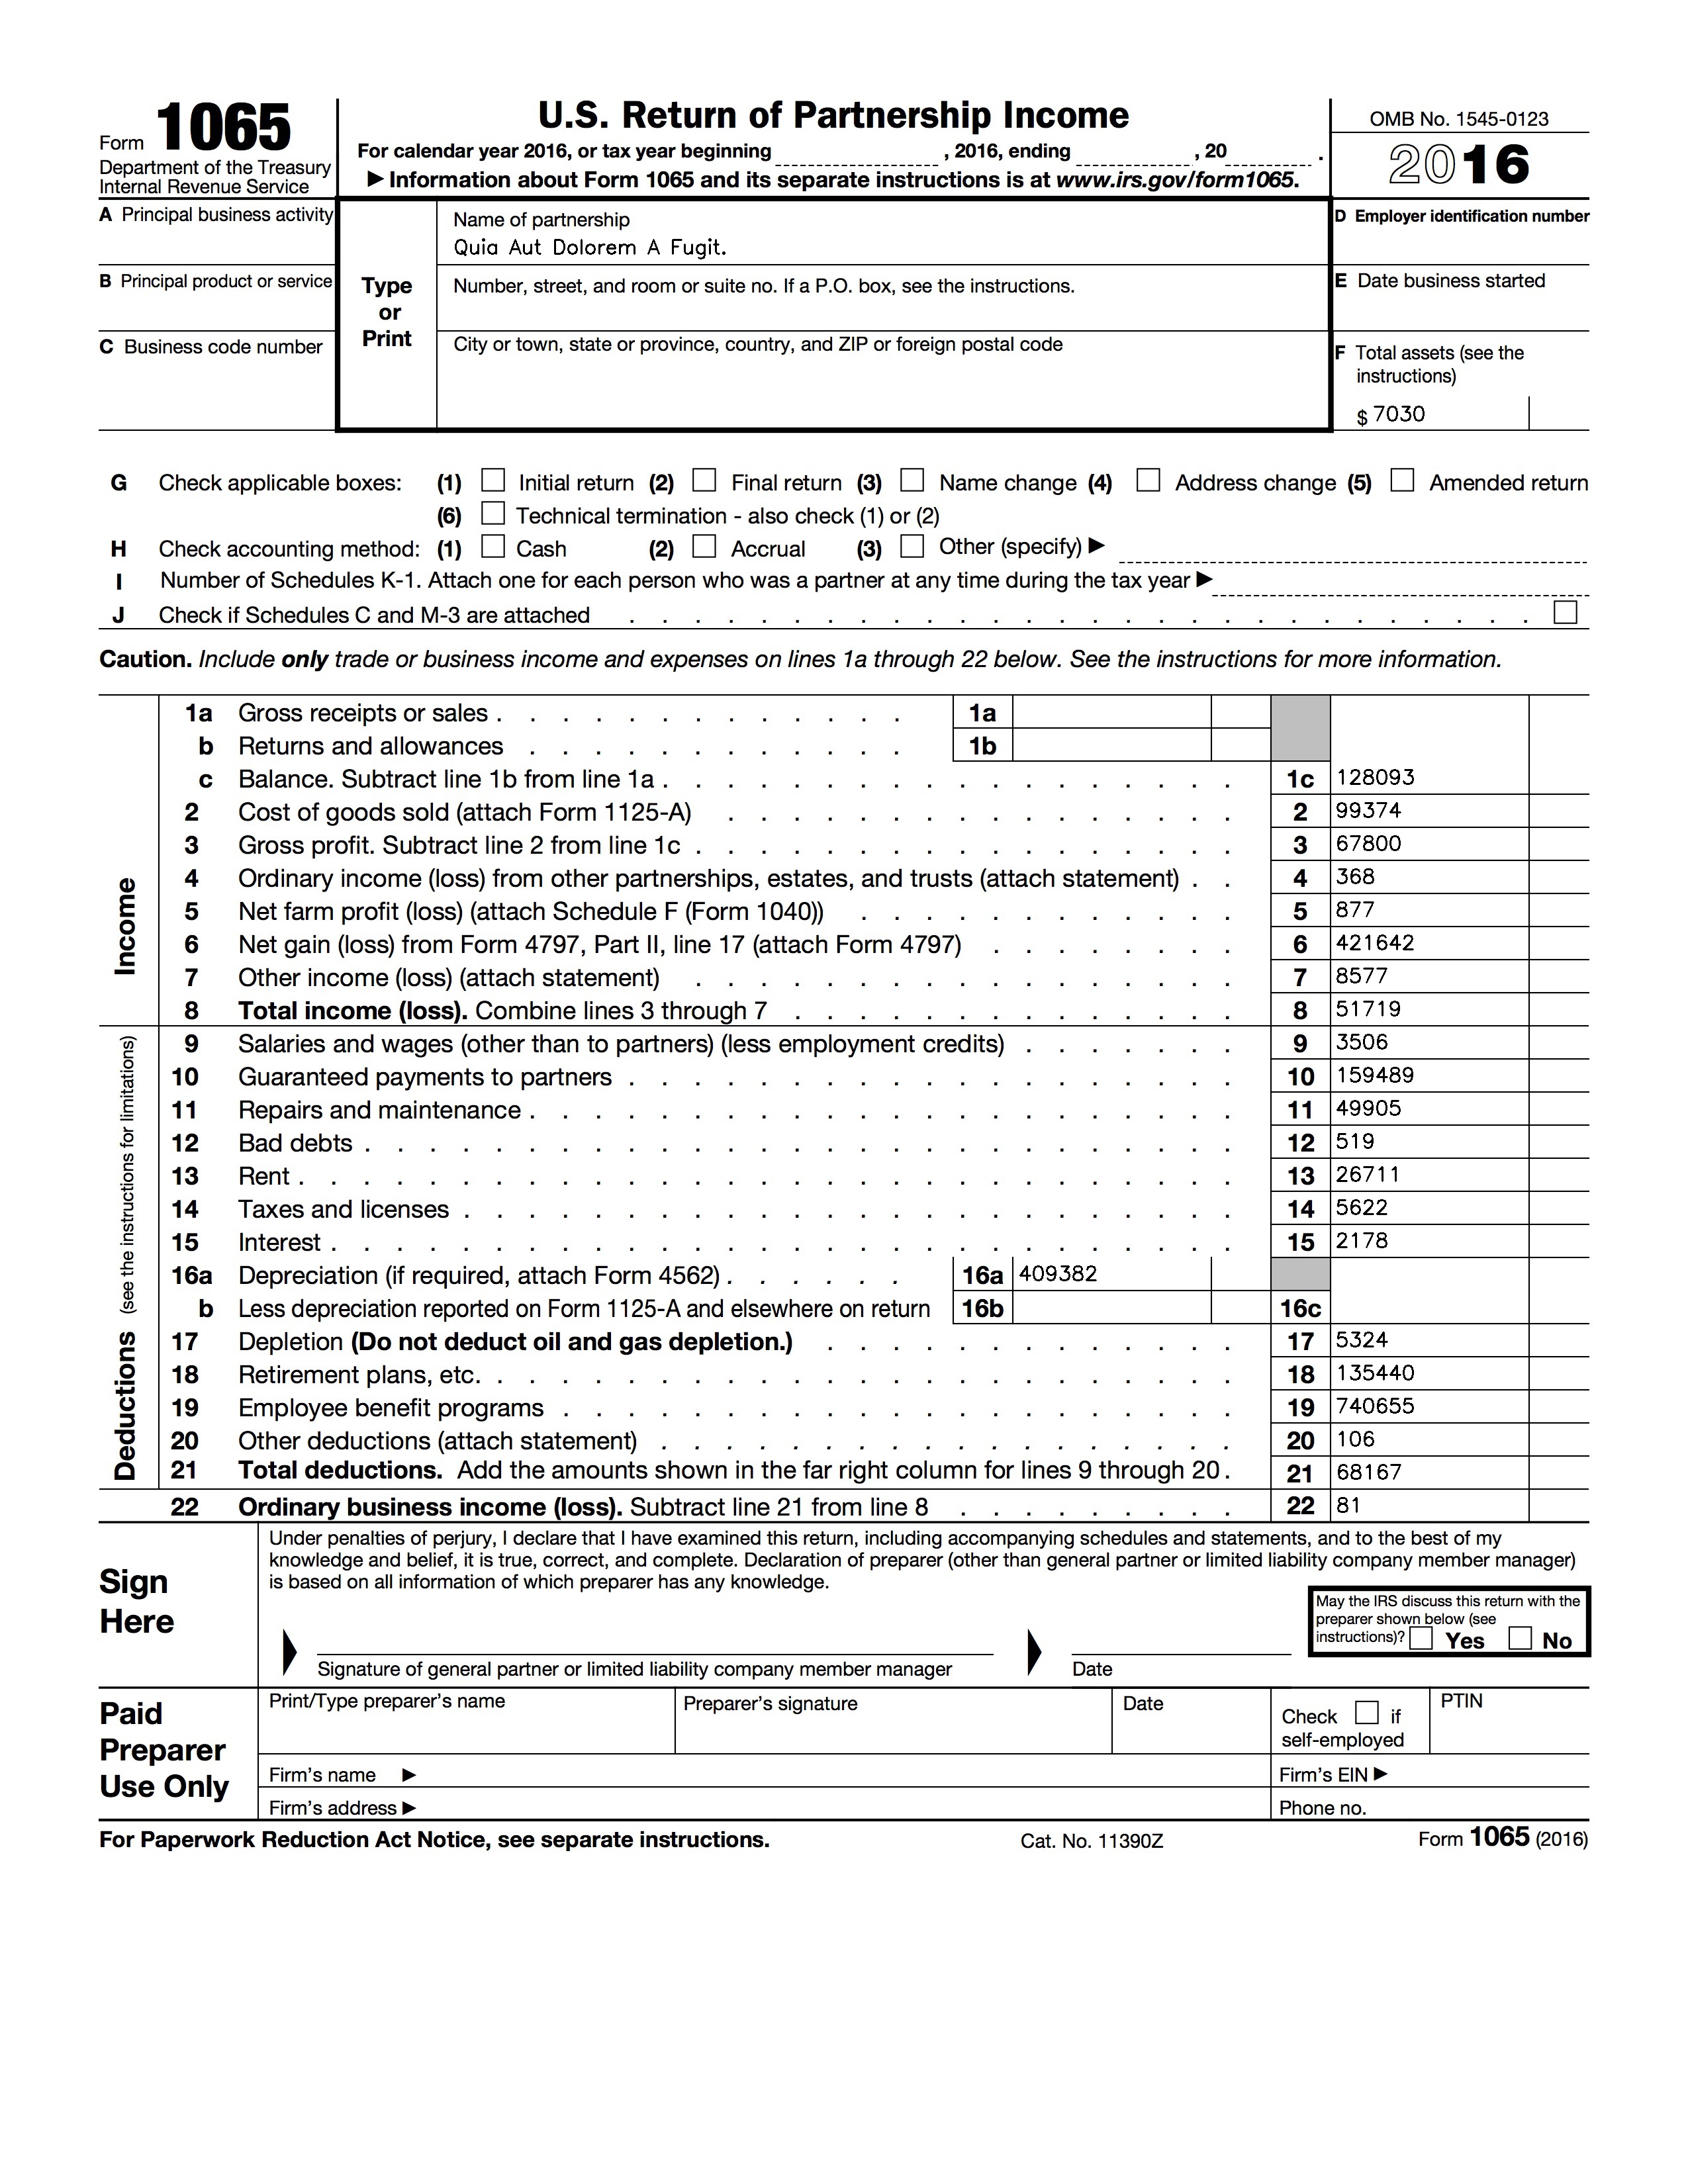 Form 1065
Department of the Treasury
Internal Revenue Service
U.S. Return of Partnership Income
For calendar year 2016, or tax year beginning , 2016, ending , 20 .
▶ Information about Form 1065 and its separate instructions is at www.irs.gov/form1065.
OMB No. 1545-0123
2016
A Principal business activity
B Principal product or service
C Business code number
Type
or
Print
Name of partnership
Quia Aut Dolorem A Fugit.
Number, street, and room or suite no. If a P.O. box, see the instructions.
City or town, state or province, country, and ZIP or foreign postal code
D Employer identification number
E Date business started
F Total assets (see the
instructions)
$ 7030
G Check applicable boxes: (1) Initial return (2) Final return (3) Name change (4) Address change (5) Amended return
(6) Technical termination - also check (1) or (2)
H Check accounting method: (1) Cash (2) Accrual (3) Other (specify) ▶
I Number of Schedules K-1. Attach one for each person who was a partner at any time during the tax year ▶
J Check if Schedules C and M-3 are attached
Caution. Include only trade or business income and expenses on lines 1a through 22 below. See the instructions for more information.
Income
1a Gross receipts or sales 1a
b Returns and allowances 1b
c Balance. Subtract line 1b from line 1a 1c 128093
2 Cost of goods sold (attach Form 1125-A) 2 99374
3 Gross profit. Subtract line 2 from line 1c 3 67800
4 Ordinary income (loss) from other partnerships, estates, and trusts (attach statement) 4 368
5 Net farm profit (loss) (attach Schedule F (Form 1040)) 5 877
6 Net gain (loss) from Form 4797, Part II, line 17 (attach Form 4797) 6 421642
7 Other income (loss) (attach statement) 7 8577
8 Total income (loss). Combine lines 3 through 7 8 51719
Deductions (see the instructions for limitations)
9 Salaries and wages (other than to partners) (less employment credits) 9 3506
10 Guaranteed payments to partners 10 159489
11 Repairs and maintenance 11 49905
12 Bad debts 12 519
13 Rent 13 26711
14 Taxes and licenses 14 5622
15 Interest 15 2178
16a Depreciation (if required, attach Form 4562) 16a 409382
b Less depreciation reported on Form 1125-A and elsewhere on return 16b 16c
17 Depletion (Do not deduct oil and gas depletion.) 17 5324
18 Retirement plans, etc. 18 135440
19 Employee benefit programs 19 740655
20 Other deductions (attach statement) 20 106
21 Total deductions. Add the amounts shown in the far right column for lines 9 through 20 21 68167
22 Ordinary business income (loss). Subtract line 21 from line 8 22 81
Sign
Here
Under penalties of perjury, I declare that I have examined this return, including accompanying schedules and statements, and to the best of my
knowledge and belief, it is true, correct, and complete. Declaration of preparer (other than general partner or limited liability company member manager)
is based on all information of which preparer has any knowledge.
May the IRS discuss this return with the
preparer shown below (see
instructions)? Yes No
Signature of general partner or limited liability company member manager
Date
Paid
Preparer
Use Only
Print/Type preparer's name
Preparer's signature
Date
Check if
self-employed
PTIN
Firm's name ▶
Firm's EIN ▶
Firm's address ▶
Phone no.
For Paperwork Reduction Act Notice, see separate instructions. Cat. No. 11390Z Form 1065 (2016)